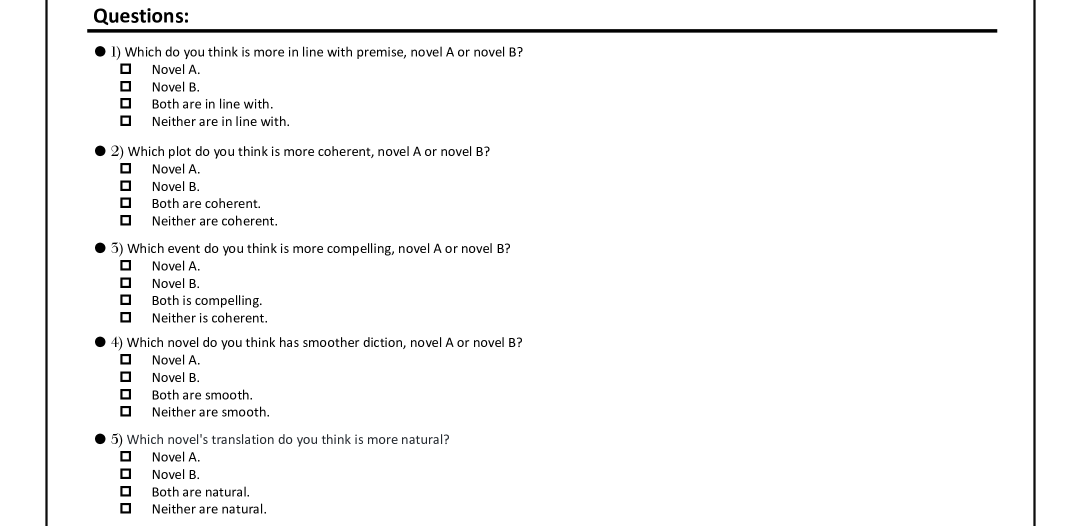 Questions:
● 1) Which do you think is more in line with premise, novel A or novel B?
Novel A.
Novel B.
Both are in line with.
Neither are in line with.
● 2) Which plot do you think is more coherent, novel A or novel B?
Novel A.
Novel B.
Both are coherent.
Neither are coherent.
● 3) Which event do you think is more compelling, novel A or novel B?
Novel A.
Novel B.
Both is compelling.
Neither is coherent.
● 4) Which novel do you think has smoother diction, novel A or novel B?
Novel A.
Novel B.
Both are smooth.
Neither are smooth.
● 5) Which novel's translation do you think is more natural?
Novel A.
Novel B.
Both are natural.
Neither are natural.